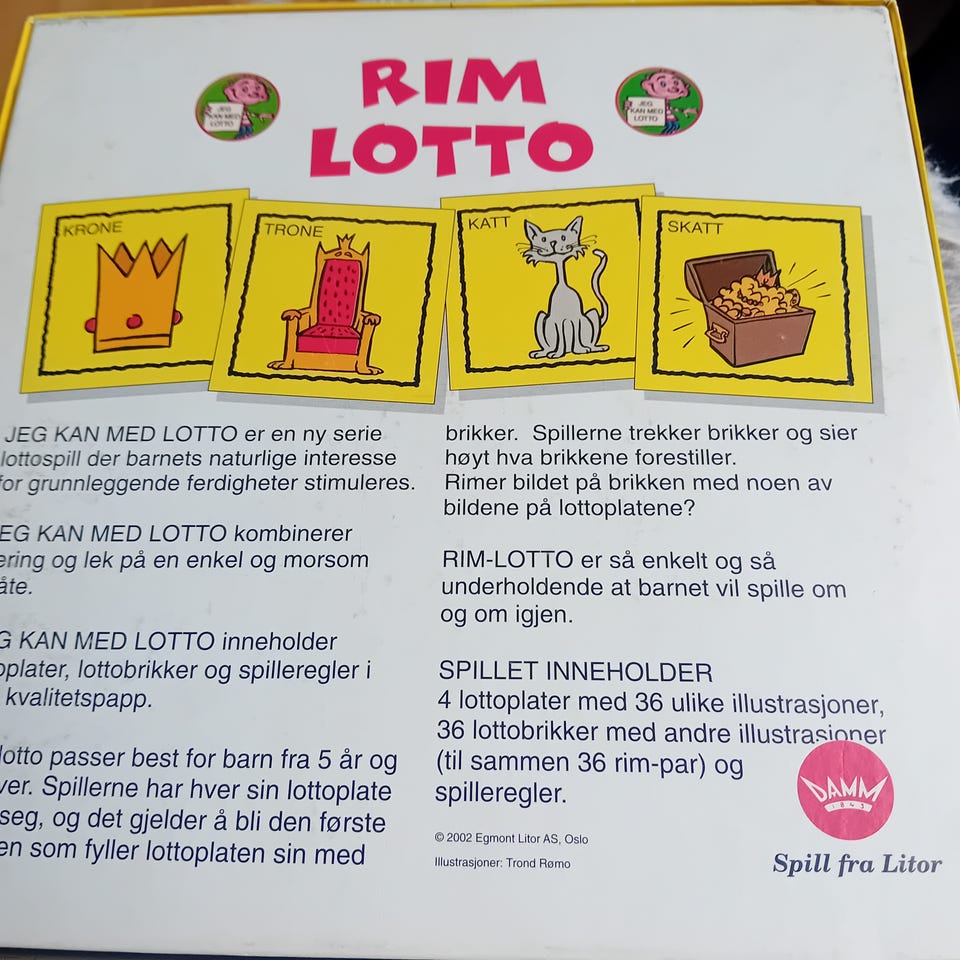 RIM
LOTTO
JEG
KAN MED
LOTTO
JEG
KAN MED
LOTTO
KRONE
TRONE
KATT
SKATT
JEG KAN MED LOTTO er en ny serie
lottospill der barnets naturlige interesse
for grunnleggende ferdigheter stimuleres.
EG KAN MED LOTTO kombinerer
ering og lek på en enkel og morsom
åte.
G KAN MED LOTTO inneholder
oplater, lottobrikker og spilleregler i
kvalitetspapp.
lotto passer best for barn fra 5 år og
ver. Spillerne har hver sin lottoplate
seg, og det gjelder å bli den første
en som fyller lottoplaten sin med
brikker. Spillerne trekker brikker og sier
høyt hva brikkene forestiller.
Rimer bildet på brikken med noen av
bildene på lottoplatene?
RIM-LOTTO er så enkelt og så
underholdende at barnet vil spille om
og om igjen.
SPILLET INNEHOLDER
4 lottoplater med 36 ulike illustrasjoner,
36 lottobrikker med andre illustrasjoner
(til sammen 36 rim-par) og
spilleregler.
© 2002 Egmont Litor AS, Oslo
Illustrasjoner: Trond Rømo
DAMM
1843
Spill fra Litor